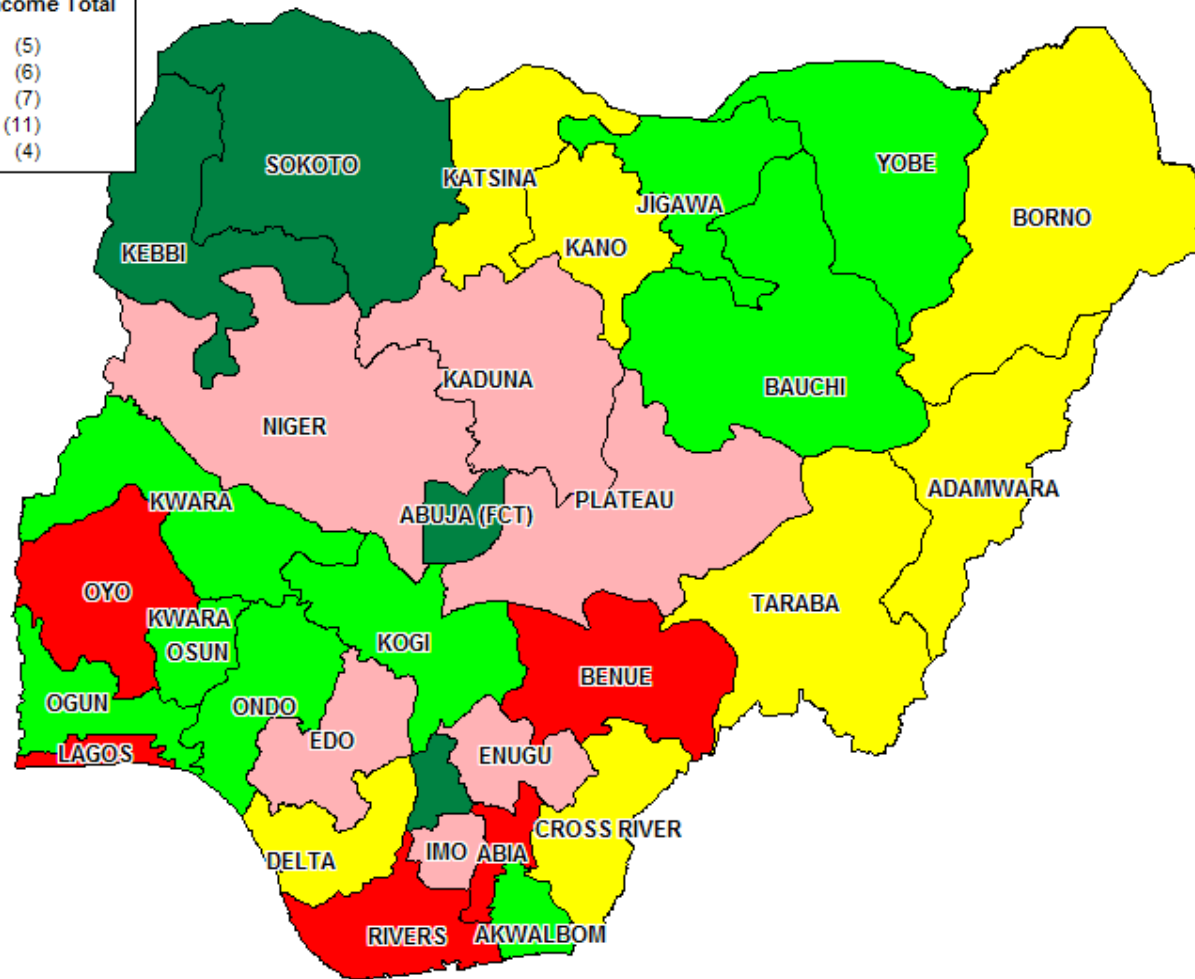 Income Total
(5)
(6)
(7)
(11)
(4)
SOKOTO
YOBE
KATSINA
JIGAWA
BORNO
KEBBI
KANO
KADUNA
BAUCHI
NIGER
ADAMWARA
KWARA
ABUJA (FCT)
PLATEAU
OYO
TARABA
KWARA
OSUN
KOGI
BENUE
OGUN
ONDO
EDO
LAGOS
ENUGU
CROSS RIVER
DELTA
IMO
ABIA
RIVERS
AKWALBOM